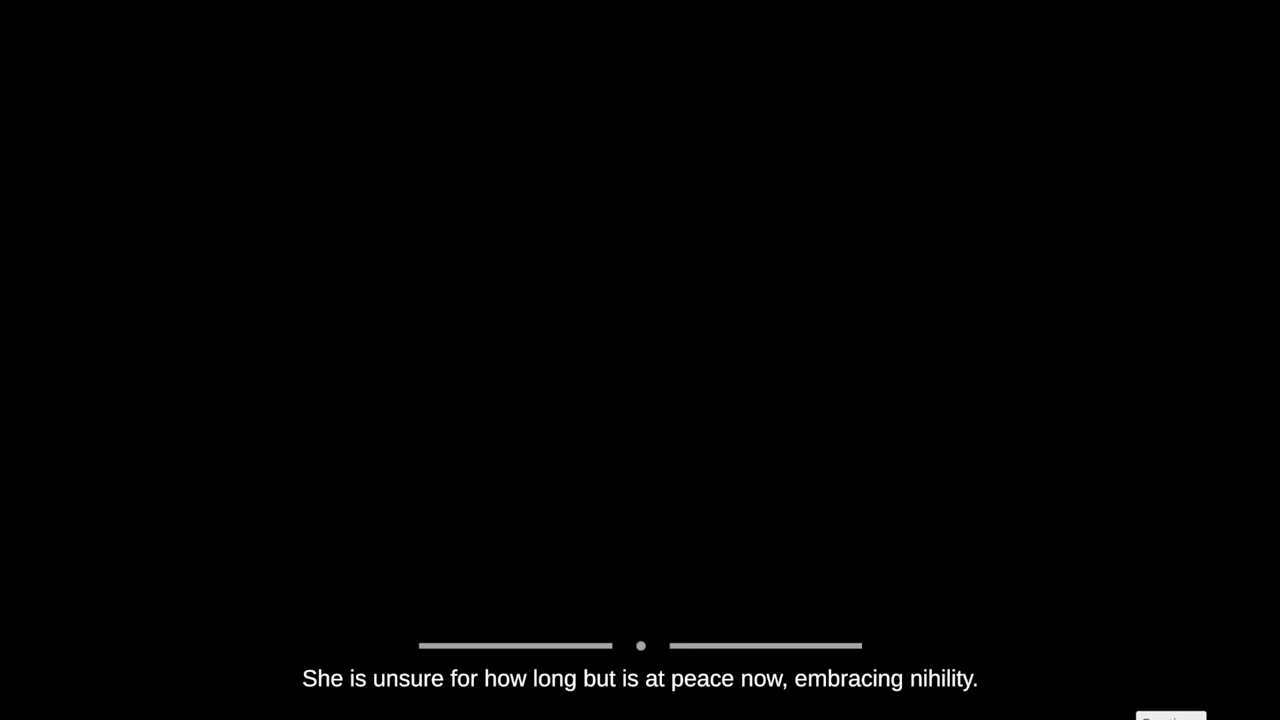 She is unsure for how long but is at peace now, embracing nihility.